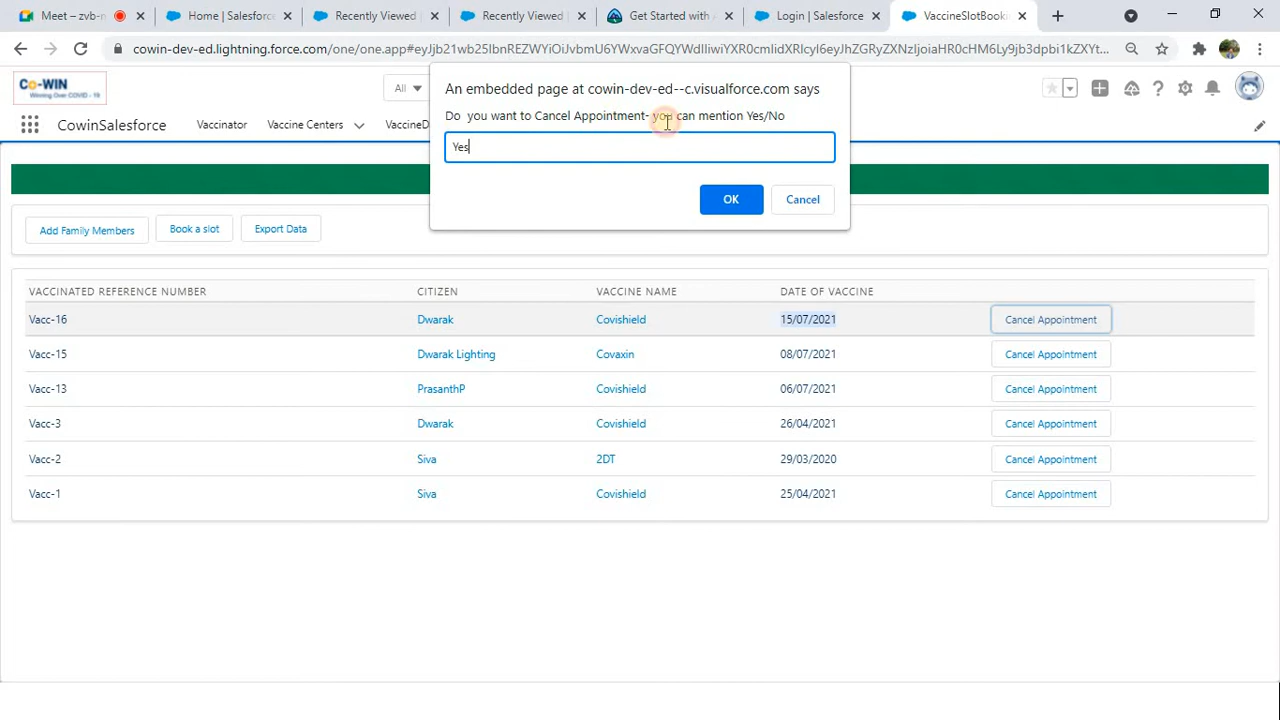 Meet – zvb-n
Home | Salesforc
Recently Viewed |
Recently Viewed |
Get Started with
Login | Salesforce
VaccineSlotBooki
cowin-dev-ed.lightning.force.com/one/one.app#
Co-WIN
Winning Over COVID - 19
All
An embedded page at cowin-dev-ed--c.visualforce.com says
Do you want to Cancel Appointment- you can mention Yes/No
Yes
OK
Cancel
CowinSalesforce
Vaccinator
Vaccine Centers
VaccineD
Add Family Members
Book a slot
Export Data
VACCINATED REFERENCE NUMBER CITIZEN VACCINE NAME DATE OF VACCINE
Vacc-16 Dwarak Covishield 15/07/2021 Cancel Appointment
Vacc-15 Dwarak Lighting Covaxin 08/07/2021 Cancel Appointment
Vacc-13 PrasanthP Covishield 06/07/2021 Cancel Appointment
Vacc-3 Dwarak Covishield 26/04/2021 Cancel Appointment
Vacc-2 Siva 2DT 29/03/2020 Cancel Appointment
Vacc-1 Siva Covishield 25/04/2021 Cancel Appointment